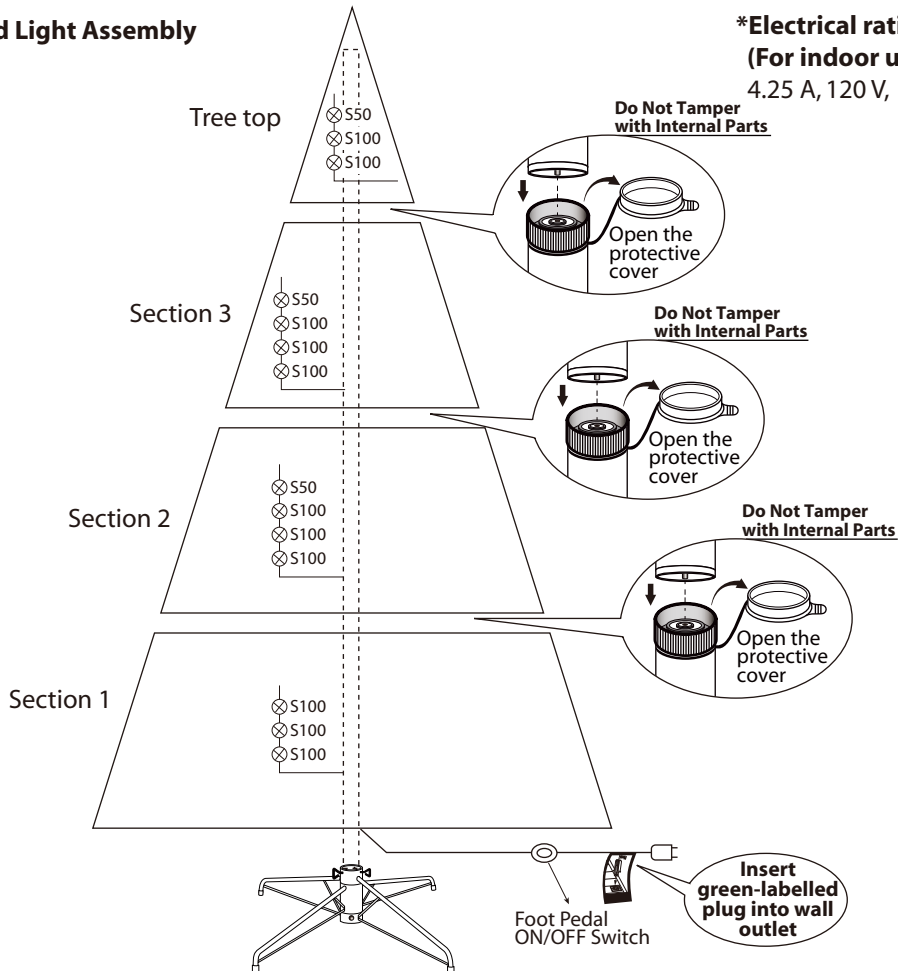 d Light Assembly
*Electrical rati
(For indoor u
4.25 A, 120 V,
Tree top
S50
S100
S100
Do Not Tamper
with Internal Parts
Open the
protective
cover
Section 3
S50
S100
S100
S100
Do Not Tamper
with Internal Parts
Open the
protective
cover
Section 2
S50
S100
S100
S100
Do Not Tamper
with Internal Parts
Open the
protective
cover
Section 1
S100
S100
S100
Foot Pedal
ON/OFF Switch
Insert
green-labelled
plug into wall
outlet